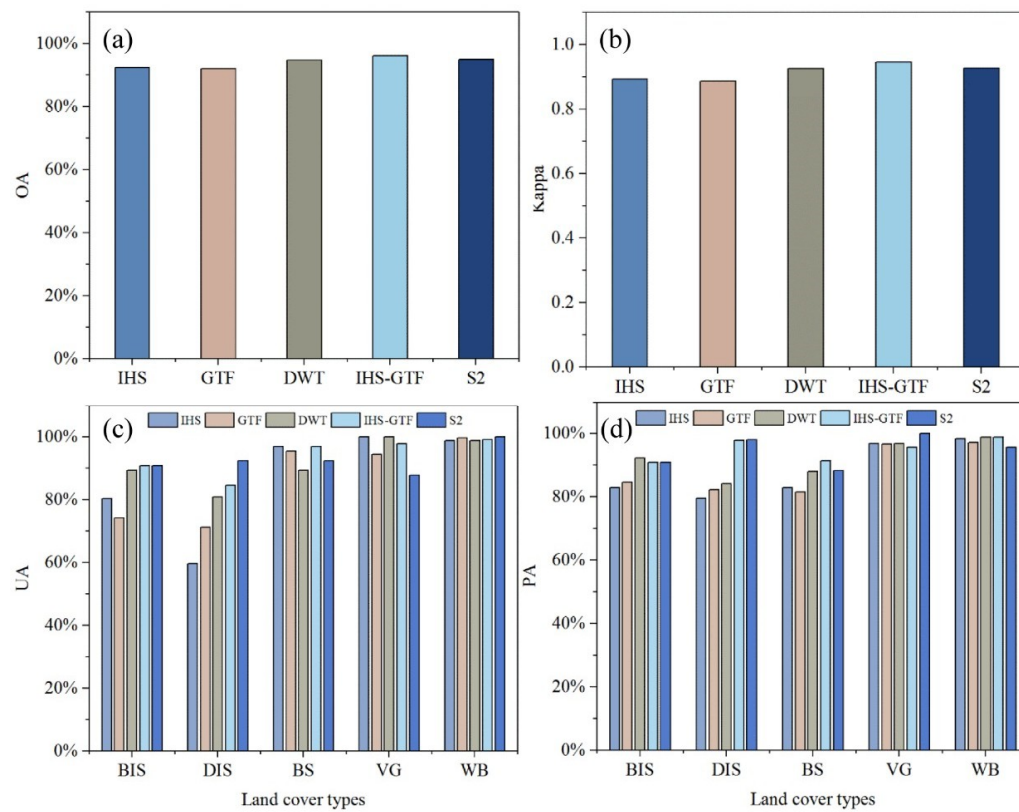 (a)
OA
100%
80%
60%
40%
20%
0%
IHS GTF DWT IHS-GTF S2
(b)
Kappa
1.0
0.8
0.6
0.4
0.2
0.0
IHS GTF DWT IHS-GTF S2
(c)
IHS GTF DWT IHS-GTF S2
UA
100%
80%
60%
40%
20%
0%
BIS DIS BS VG WB
Land cover types
(d)
IHS GTF DWT IHS-GTF S2
PA
100%
80%
60%
40%
20%
0%
BIS DIS BS VG WB
Land cover types